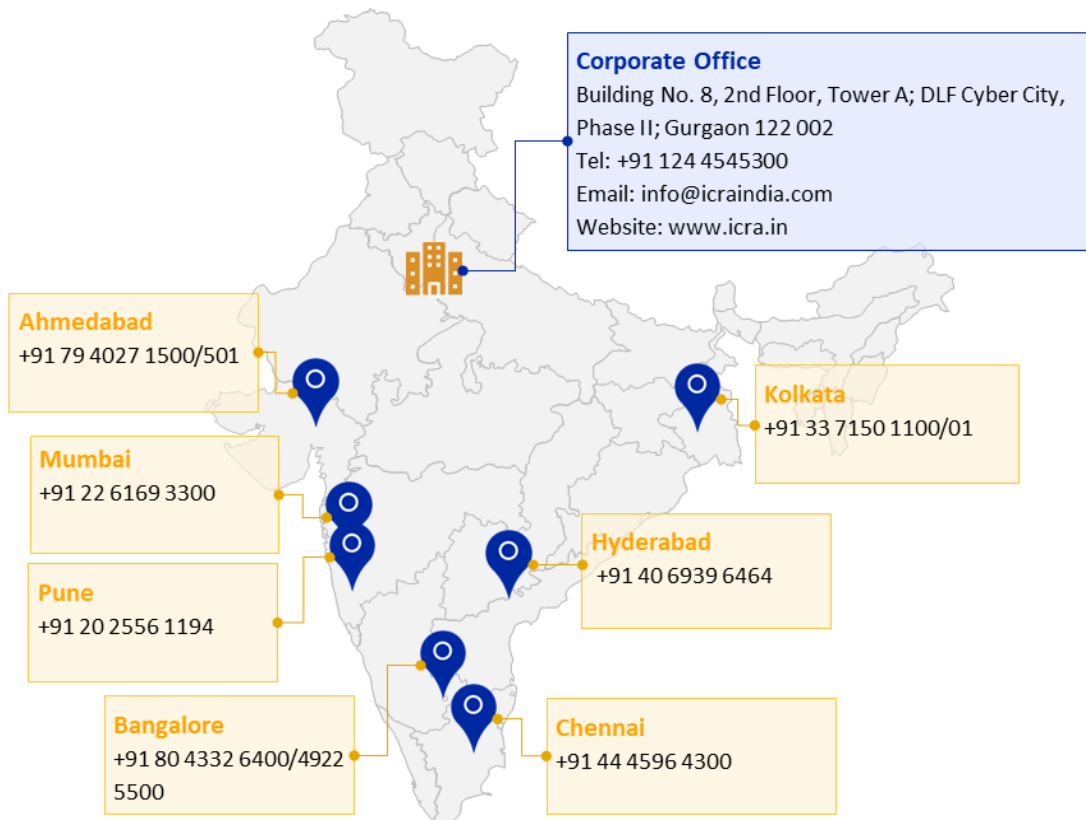 Corporate Office
Building No. 8, 2nd Floor, Tower A; DLF Cyber City,
Phase II; Gurgaon 122 002
Tel: +91 124 4545300
Email: info@icraindia.com
Website: www.icra.in
Ahmedabad
+91 79 4027 1500/501
Kolkata
+91 33 7150 1100/01
Mumbai
+91 22 6169 3300
Hyderabad
+91 40 6939 6464
Pune
+91 20 2556 1194
Bangalore
+91 80 4332 6400/4922
5500
Chennai
+91 44 4596 4300